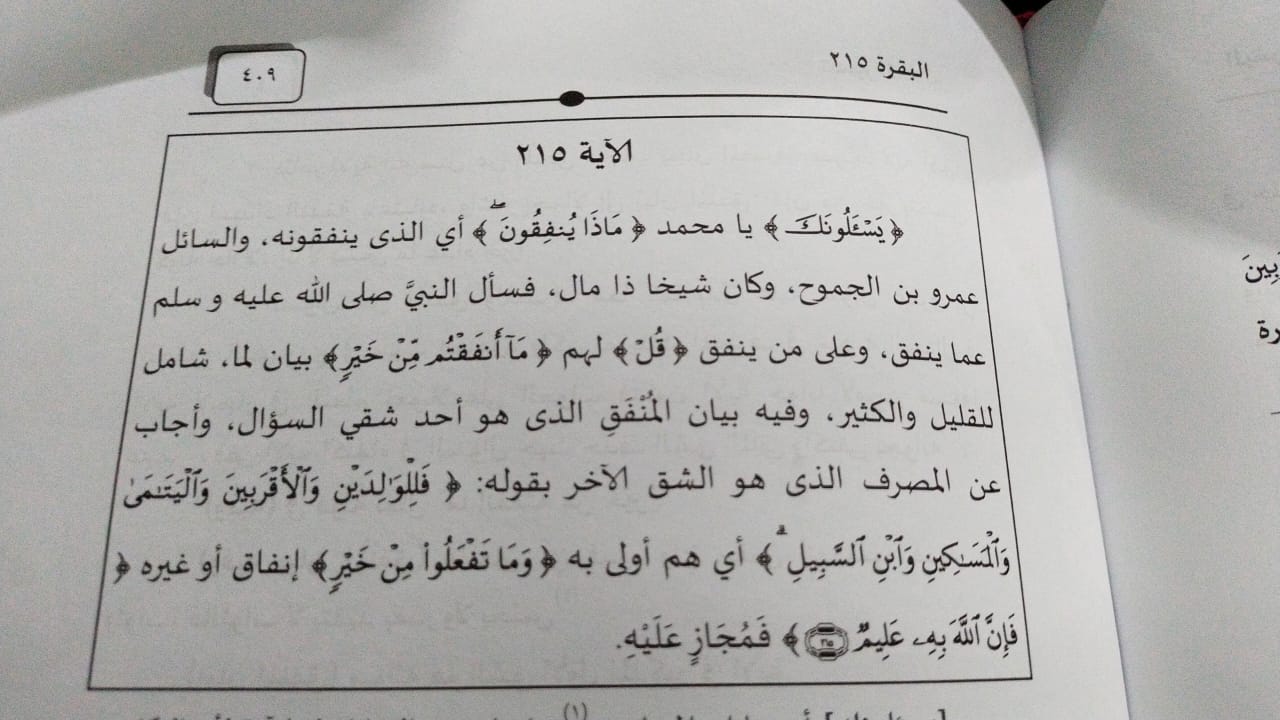 البقرة ٢١٥
٤٠٩
الآية ٢١٥
﴿ يَسْـَٔلُونَكَ ﴾ يا محمد ﴿ مَاذَا يُنفِقُونَۖ ﴾ أي الذى ينفقونه، والسائل
عمرو بن الجموح، وكان شيخا ذا مال، فسأل النبيَّ صلى الله عليه و سلم
عما ينفق، وعلى من ينفق ﴿ قُلْ ﴾ لهم ﴿ مَآ أَنفَقْتُم مِّنْ خَيْرٍ ﴾ بيان لما، شامل
للقليل والكثير، وفيه بيان المُنْفَقِ الذى هو أحد شقي السؤال، وأجاب
عن المصرف الذى هو الشق الآخر بقوله: ﴿ فَلِلْوَٰلِدَيْنِ وَٱلْأَقْرَبِينَ وَٱلْيَتَٰمَىٰ
وَٱلْمَسَٰكِينِ وَٱبْنِ ٱلسَّبِيلِۗ ﴾ أي هم أولى به ﴿ وَمَا تَفْعَلُوا۟ مِنْ خَيْرٍ ﴾ إنفاق أو غيره ﴿
فَإِنَّ ٱللَّهَ بِهِۦ عَلِيمٌ ٢١٥ ﴾ فَمُجَازٍ عَلَيْهِ.
(١)